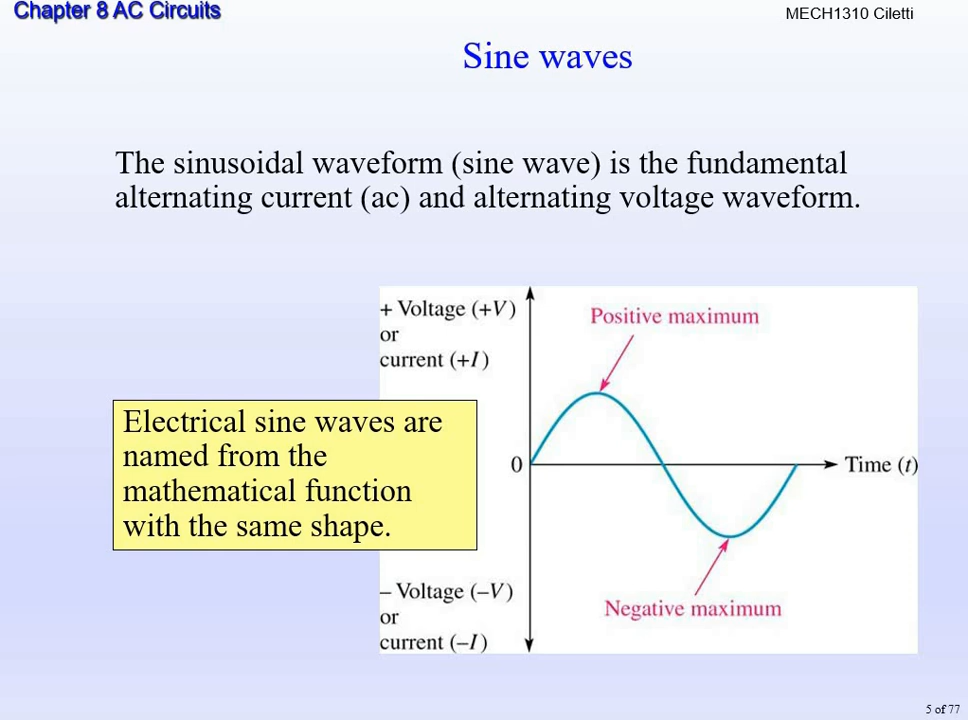 Chapter 8 AC Circuits
MECH1310 Ciletti
Sine waves
The sinusoidal waveform (sine wave) is the fundamental
alternating current (ac) and alternating voltage waveform.
+ Voltage (+V)
or
current (+I)
Positive maximum
Electrical sine waves are
named from the
mathematical function
with the same shape.
0
Time (t)
– Voltage (–V)
or
current (–I)
Negative maximum
5 of 77